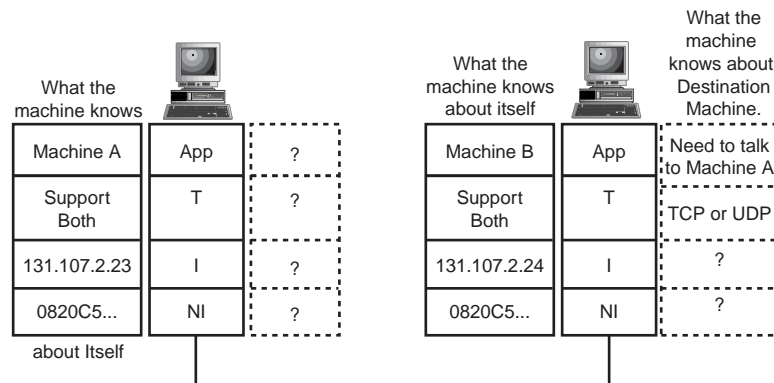 What the
machine knows
Machine A
App
?
Support
Both
T
?
131.107.2.23
I
?
0820C5...
NI
?
about Itself
What the
machine knows
about itself
What the
machine
knows about
Destination
Machine.
Machine B
App
Need to talk
to Machine A
Support
Both
T
TCP or UDP
131.107.2.24
I
?
0820C5...
NI
?